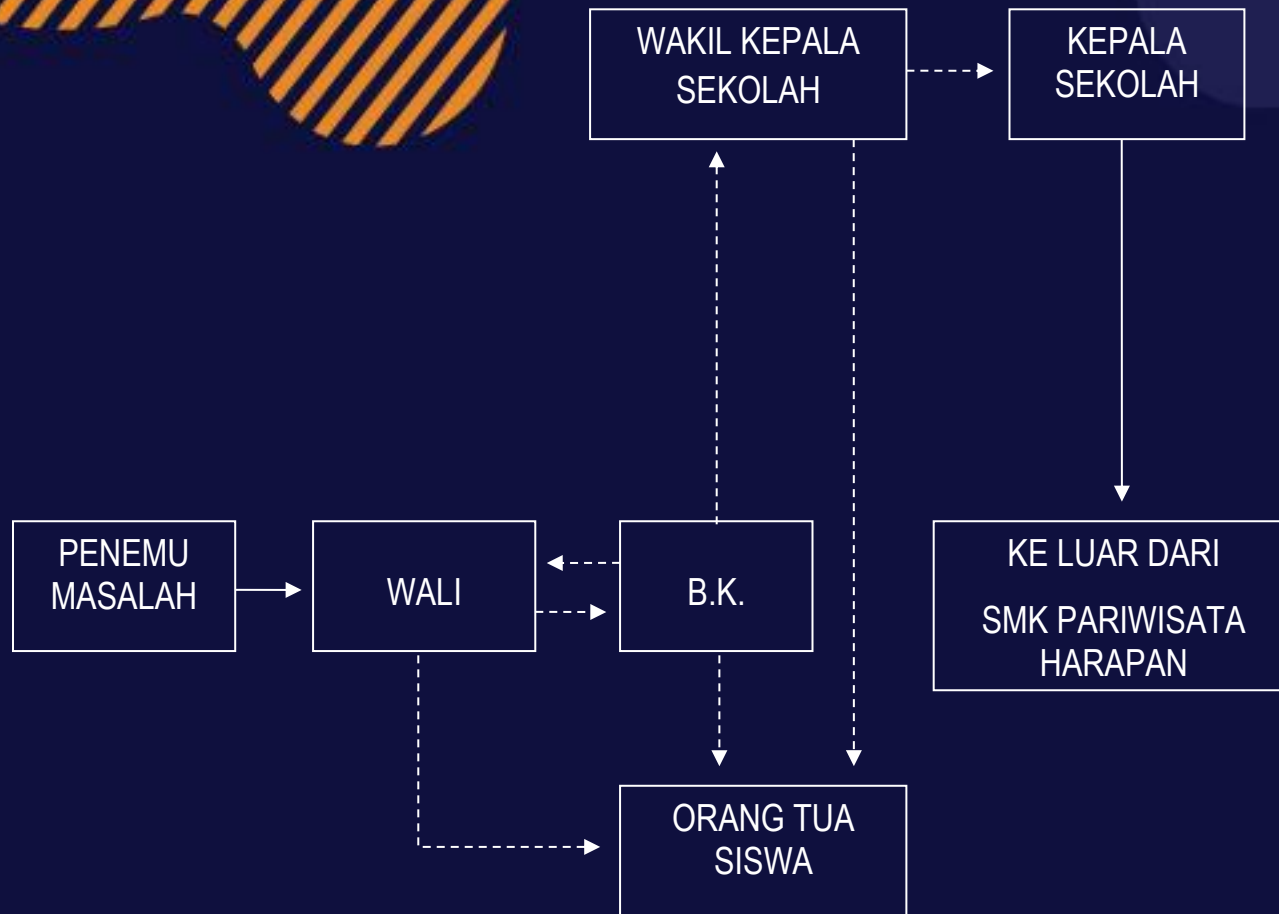 WAKIL KEPALA
SEKOLAH
KEPALA
SEKOLAH
PENEMU
MASALAH
WALI
B.K.
KE LUAR DARI
SMK PARIWISATA
HARAPAN
ORANG TUA
SISWA